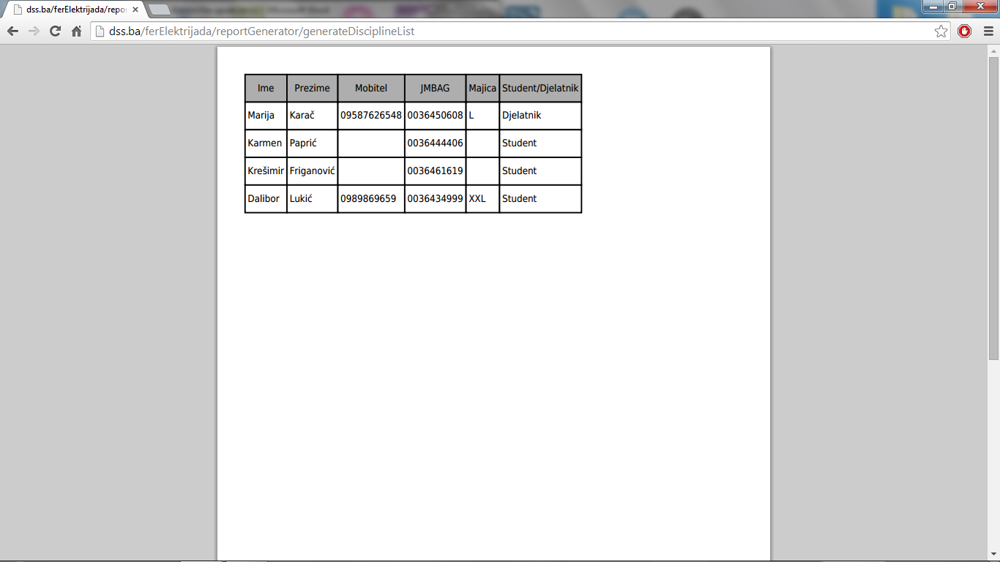 dss.ba/ferElektrijada/repo
dss.ba/ferElektrijada/reportGenerator/generateDisciplineList
Ime Prezime Mobitel JMBAG Majica Student/Djelatnik
Marija Karač 09587626548 0036450608 L Djelatnik
Karmen Paprić 0036444406 Student
Krešimir Friganović 0036461619 Student
Dalibor Lukić 0989869659 0036434999 XXL Student